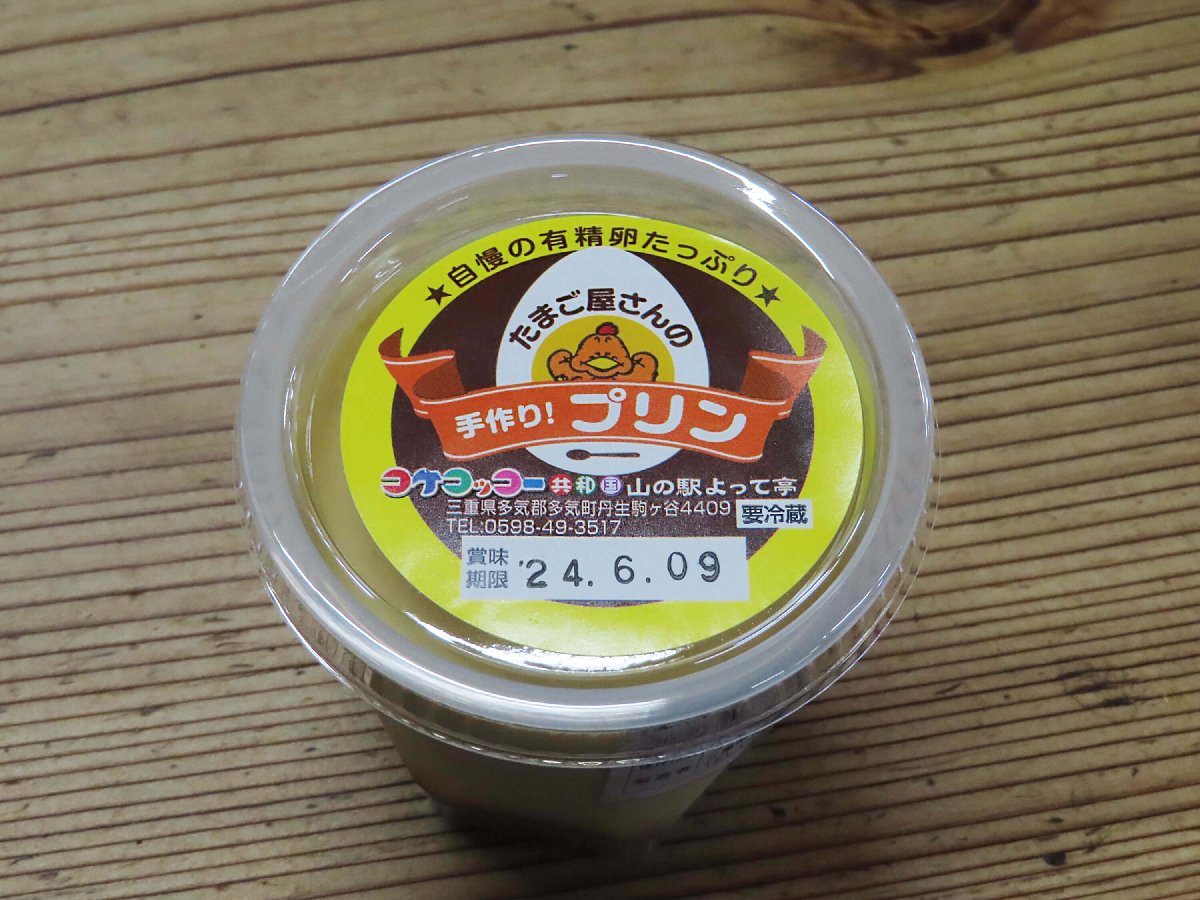 ★自慢の有精卵たっぷり★
たまご屋さんの
手作り!プリン
コケコッコー共和国 山の駅よって亭
三重県多気郡多気町丹生駒ヶ谷4409
TEL:0598-49-3517
要冷蔵
賞味期限 24.6.09